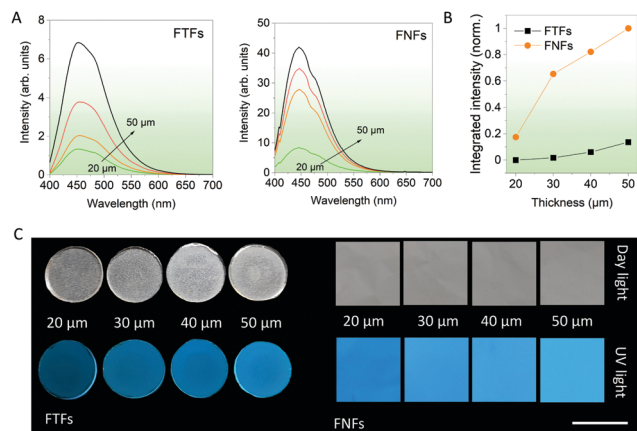 A
FTFs
Intensity (arb. units)
8
6
4
2
0
50 µm
20 µm
400 450 500 550 600 650 700
Wavelength (nm)
FNFs
Intensity (arb. units)
50
40
30
20
10
0
50 µm
20 µm
400 450 500 550 600 650 700
Wavelength (nm)
B
FTFs
FNFs
Integrated intensity (norm.)
1
0.8
0.6
0.4
0.2
0
20 30 40 50
Thickness (µm)
C
Day light
20 µm 30 µm 40 µm 50 µm
20 µm 30 µm 40 µm 50 µm
UV light
FTFs
FNFs